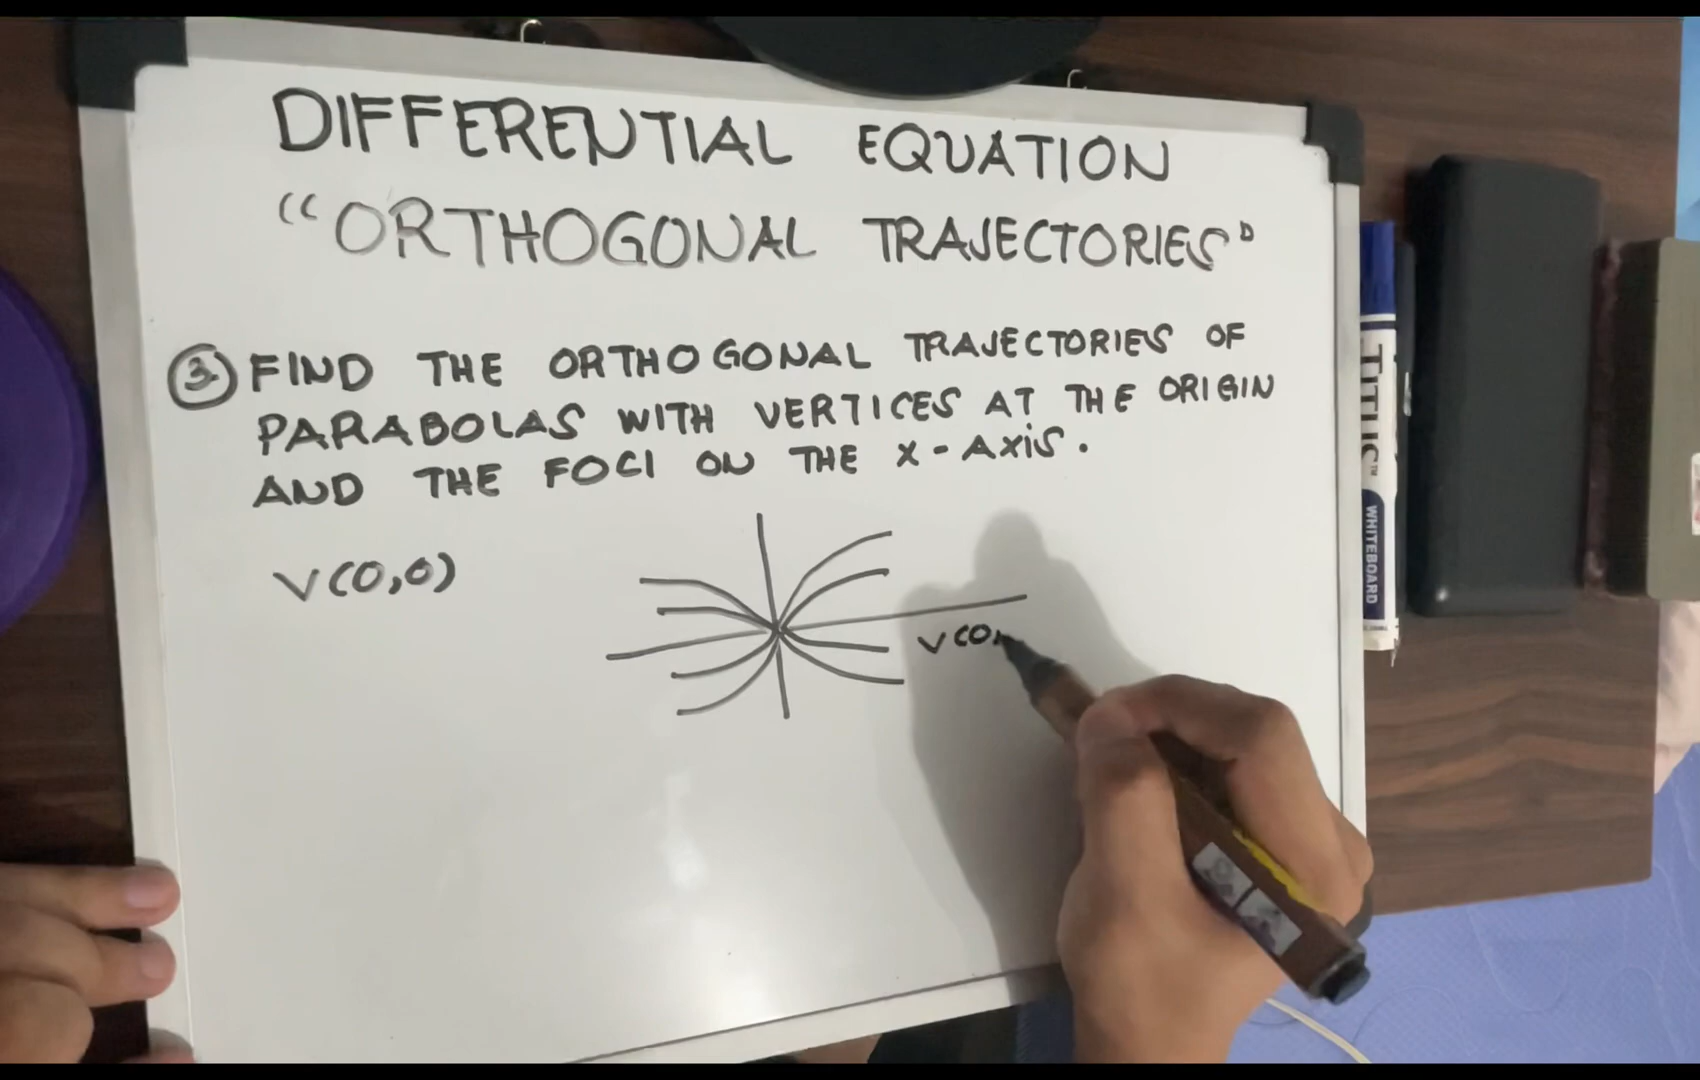 DIFFERENTIAL EQUATION
“ORTHOGONAL TRAJECTORIES”
③ FIND THE ORTHOGONAL TRAJECTORIES OF
PARABOLAS WITH VERTICES AT THE ORIGIN
AND THE FOCI ON THE X-AXIS.
V(0,0)
V(0,
WHITEBOARD